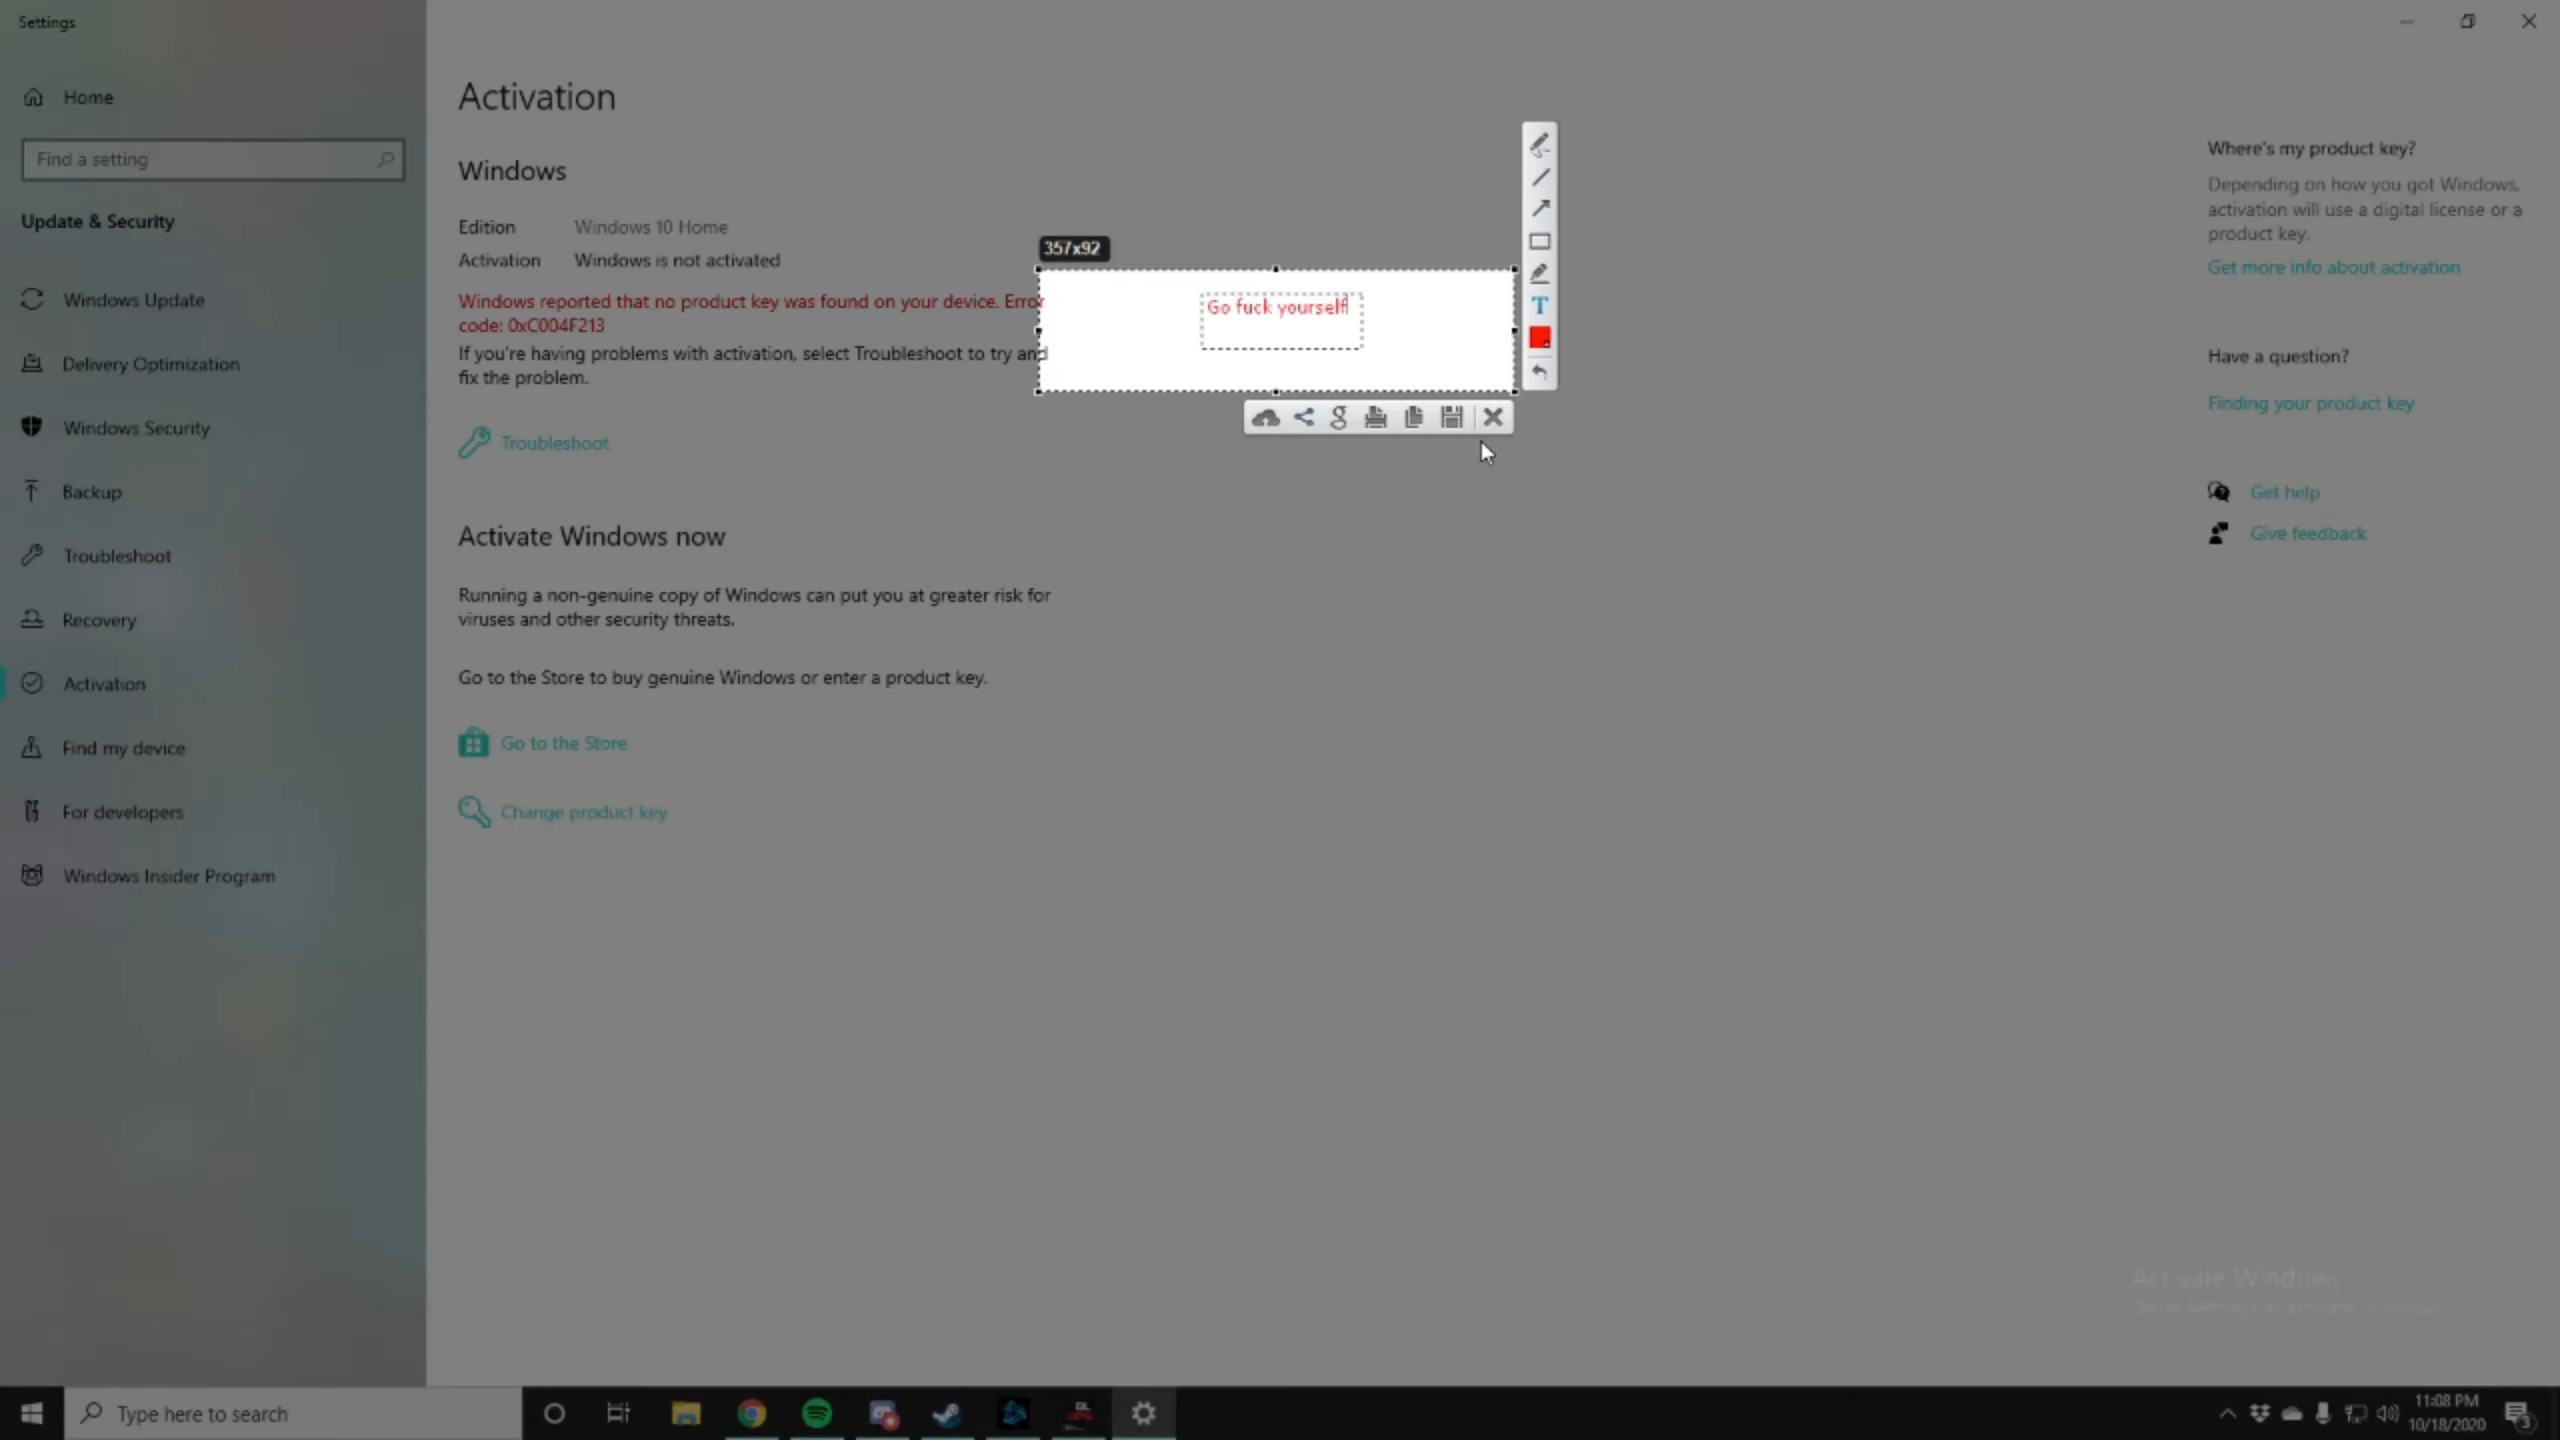 Settings
Home
Find a setting
Update & Security
Windows Update
Delivery Optimization
Windows Security
Backup
Troubleshoot
Recovery
Activation
Find my device
For developers
Windows Insider Program
Activation
Windows
Edition Windows 10 Home
Activation Windows is not activated
Windows reported that no product key was found on your device. Error
code: 0xC004F213
If you're having problems with activation, select Troubleshoot to try and
fix the problem.
Troubleshoot
Activate Windows now
Running a non-genuine copy of Windows can put you at greater risk for
viruses and other security threats.
Go to the Store to buy genuine Windows or enter a product key.
Go to the Store
Change product key
357x92
Go fuck yourself
T
g
Where's my product key?
Depending on how you got Windows,
activation will use a digital license or a
product key.
Get more info about activation
Have a question?
Finding your product key
Get help
Give feedback
Activate Windows
Type here to search
11:08 PM
10/18/2020
3